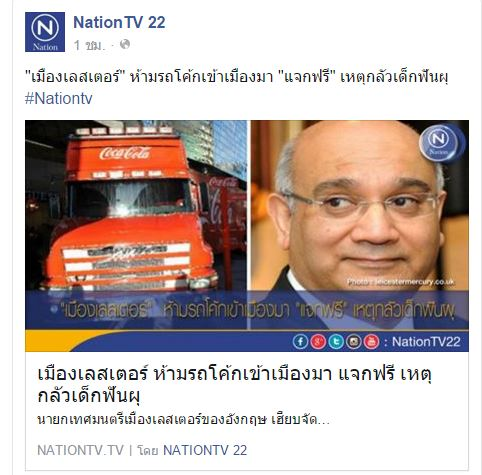 NationTV 22
1 ชม. ·
"เมืองเลสเตอร์" ห้ามรถโค้กเข้าเมืองมา "แจกฟรี" เหตุกลัวเด็กฟันผุ
#Nationtv
N
Nation
Coca-Cola
Coca-Cola
N
Nation
Photo : leicestermercury.co.uk
"เมืองเลสเตอร์" ห้ามรถโค้กเข้าเมืองมา "แจกฟรี" เหตุกลัวเด็กฟันผุ
: NationTV22
เมืองเลสเตอร์ ห้ามรถโค้กเข้าเมืองมา แจกฟรี เหตุ
กลัวเด็กฟันผุ
นายกเทศมนตรีเมืองเลสเตอร์ของอังกฤษ เฮี้ยบจัด...
NATIONTV.TV | โดย NATIONTV 22